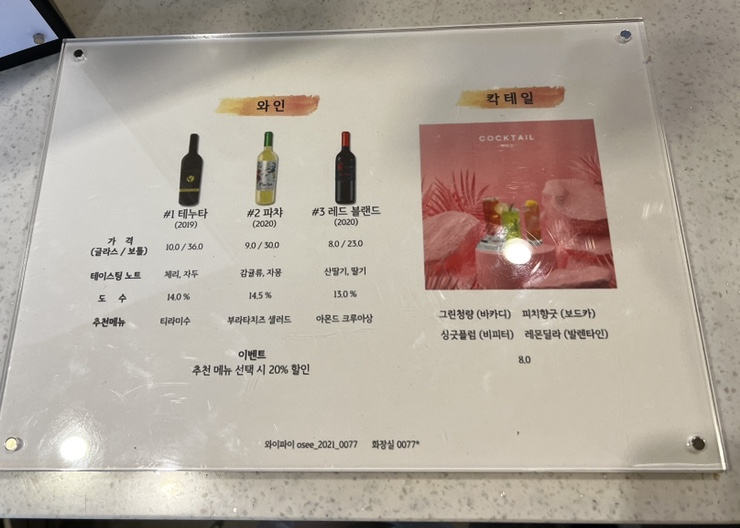 와인
#1 테누타
(2019)
#2 파챠
(2020)
#3 레드 블랜드
(2020)
가 격
(글라스 / 보틀)
10.0 / 36.0
9.0 / 30.0
8.0 / 23.0
테이스팅 노트
체리, 자두
감귤류, 자몽
산딸기, 딸기
도 수
14.0 %
14.5 %
13.0 %
추천메뉴
티라미수
부라타치즈 샐러드
아몬드 크루아상
이벤트
추천 메뉴 선택 시 20% 할인
칵테일
COCKTAIL
그린청량 (바카디) 피치향긋 (보드카)
싱긋플럼 (비피터) 레몬딜라 (발렌타인)
8.0
와이파이 osee_2021_0077 화장실 0077*